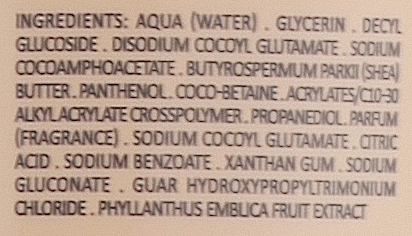 INGREDIENTS: AQUA (WATER) . GLYCERIN . DECYL
GLUCOSIDE . DISODIUM COCOYL GLUTAMATE . SODIUM
COCOAMPHOACETATE . BUTYROSPERMUM PARKII (SHEA)
BUTTER . PANTHENOL . COCO-BETAINE . ACRYLATES/C10-30
ALKYL ACRYLATE CROSSPOLYMER . PROPANEDIOL . PARFUM
(FRAGRANCE) . SODIUM COCOYL GLUTAMATE . CITRIC
ACID . SODIUM BENZOATE . XANTHAN GUM . SODIUM
GLUCONATE . GUAR HYDROXYPROPYLTRIMONIUM
CHLORIDE . PHYLLANTHUS EMBLICA FRUIT EXTRACT